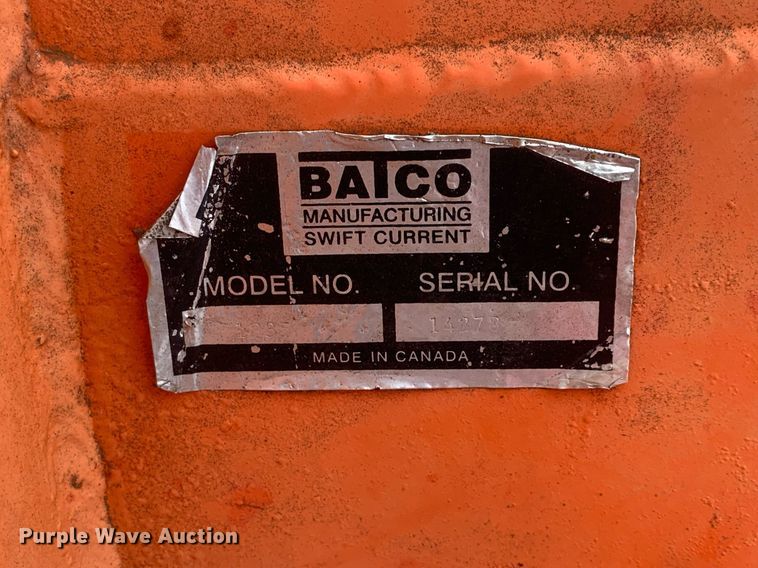 BATCO
MANUFACTURING
SWIFT CURRENT
MODEL NO. SERIAL NO.
MADE IN CANADA
Purple Wave Auction